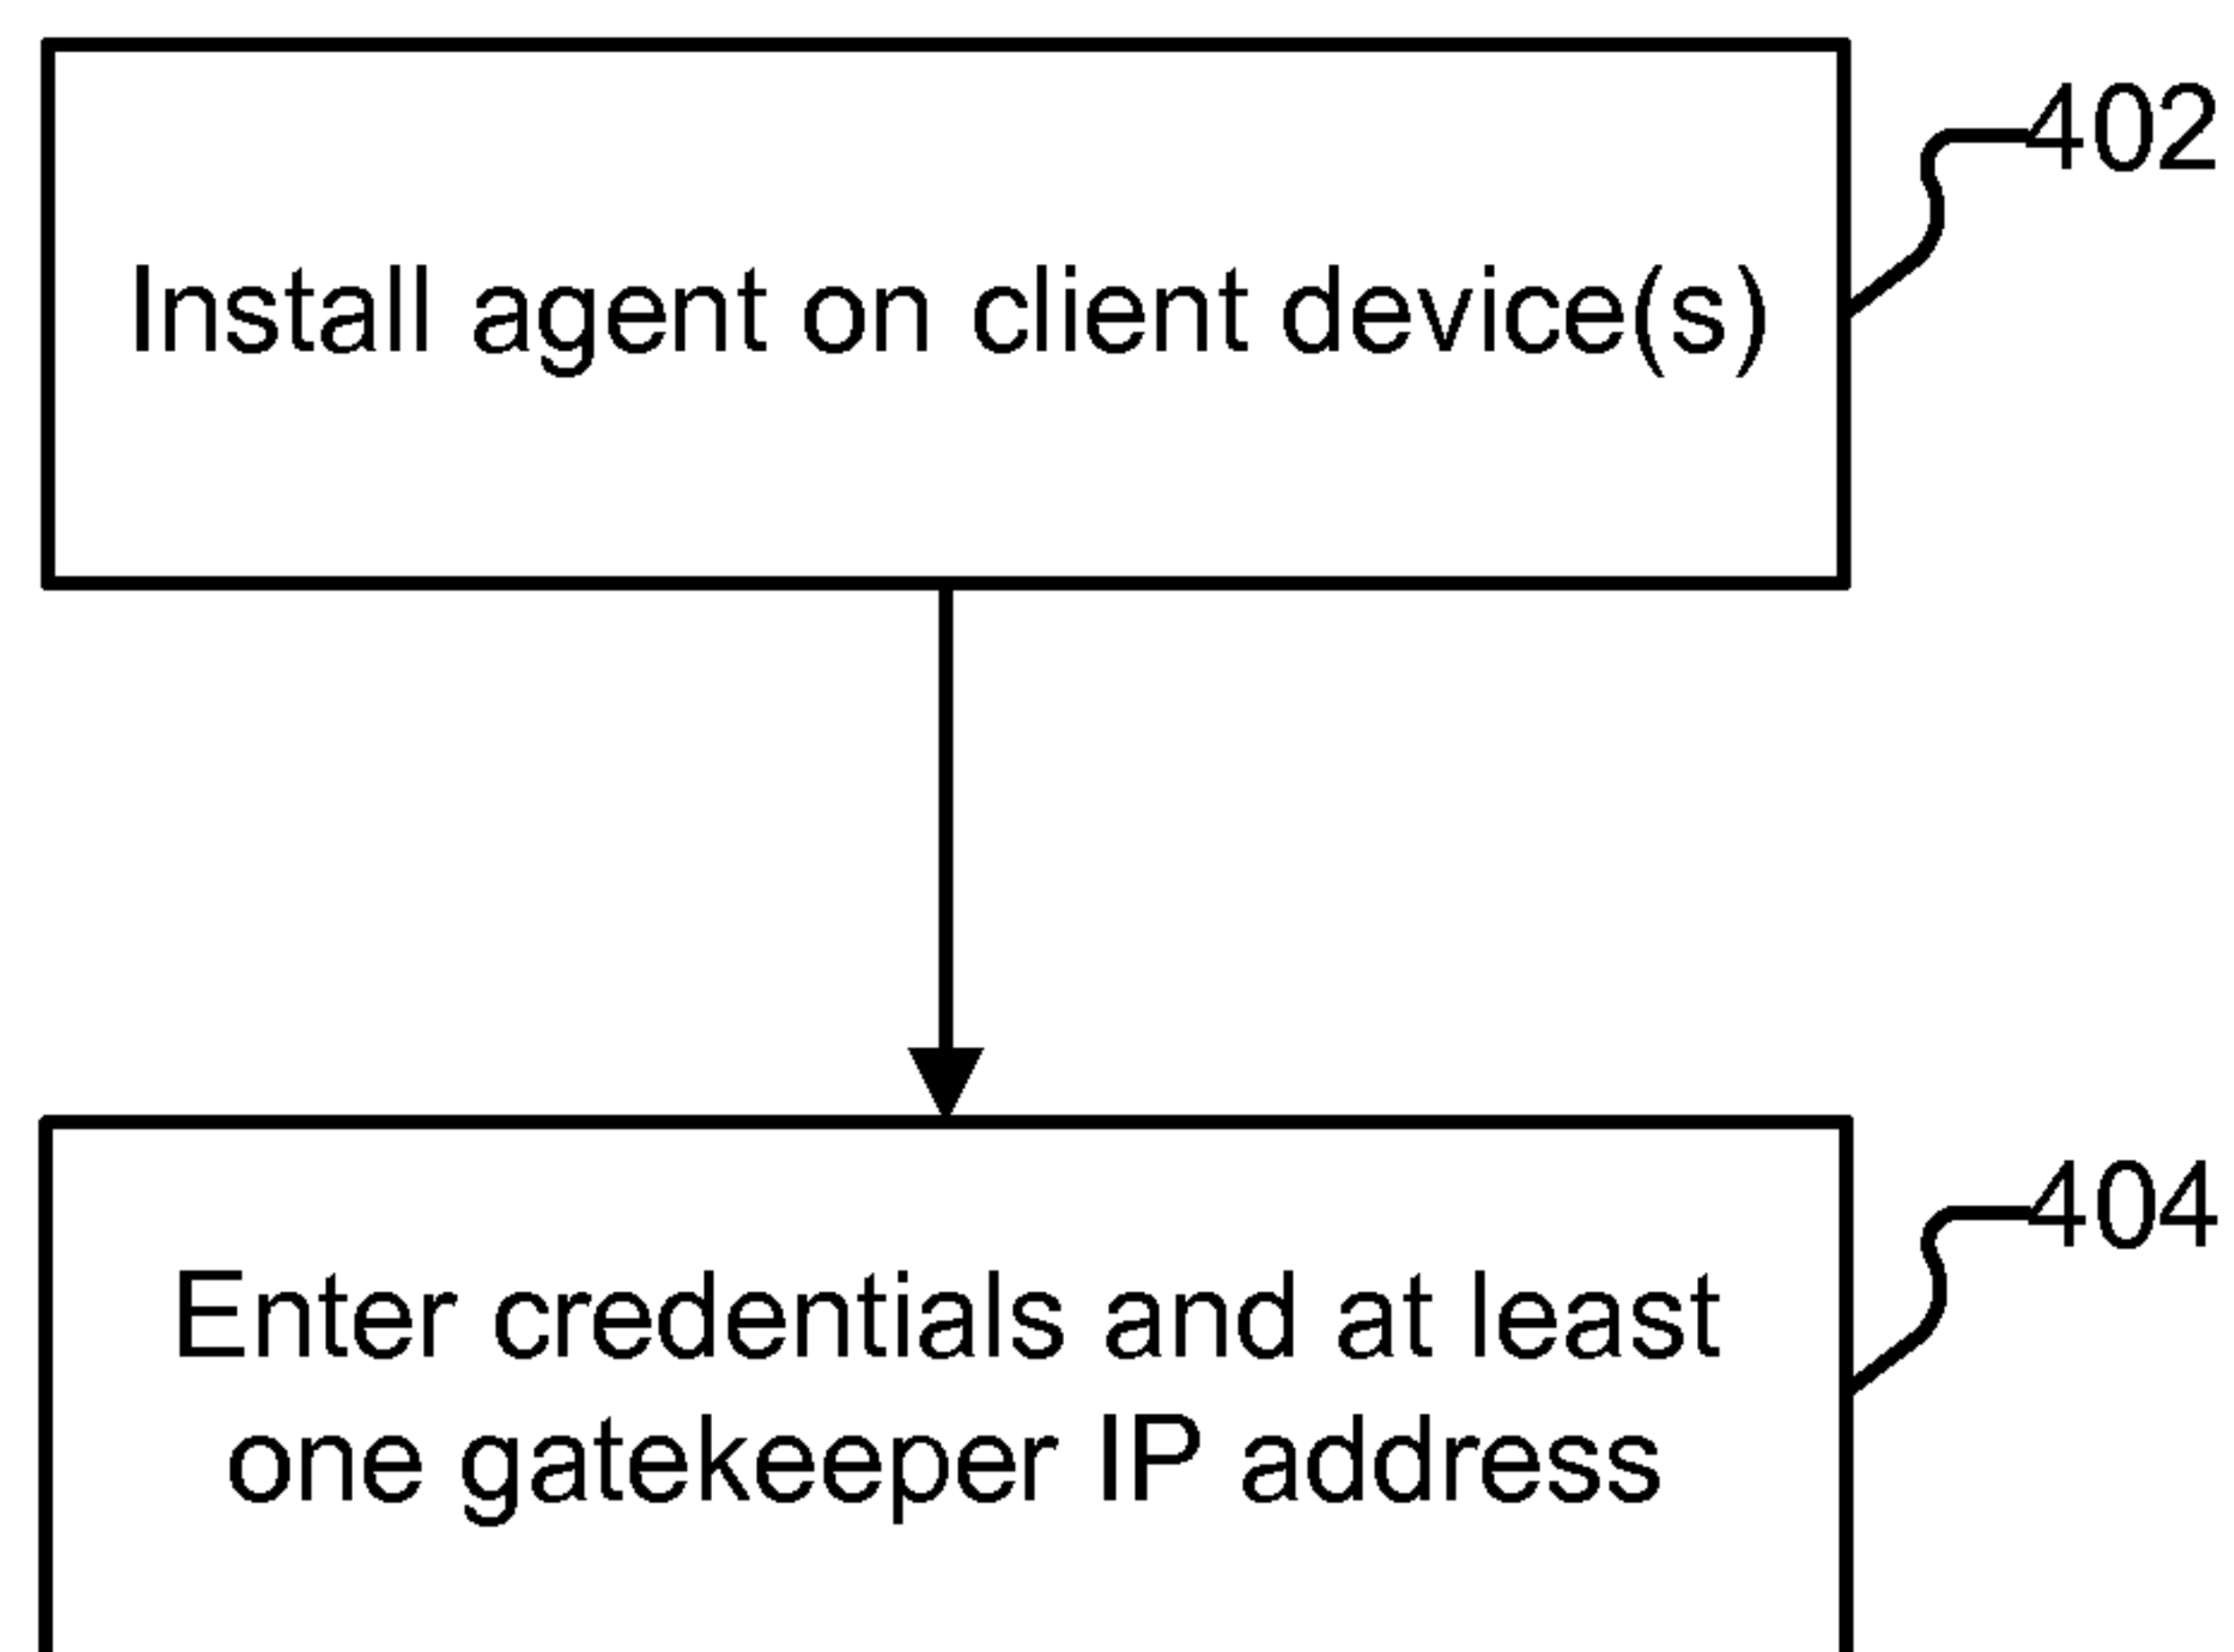 402
Install agent on client device(s)
404
Enter credentials and at least
one gatekeeper IP address